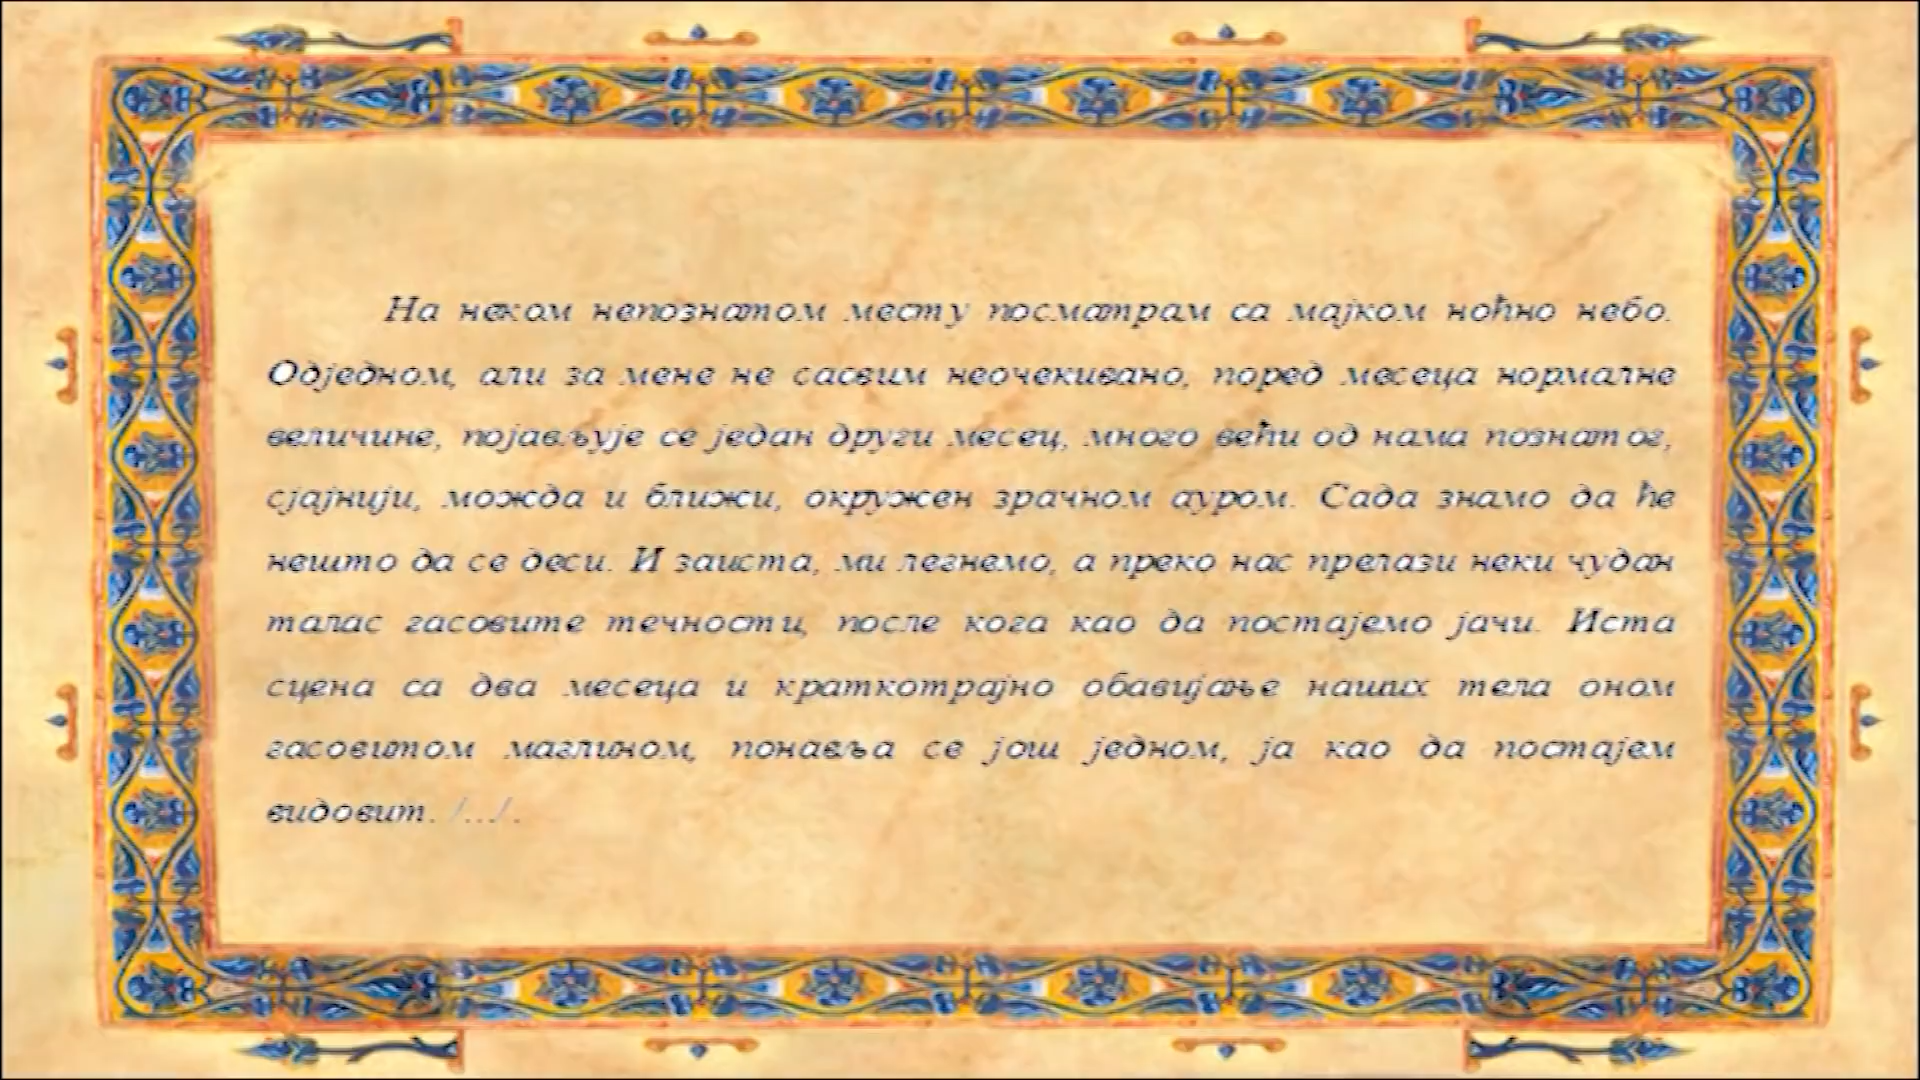 На неком непознатом месту посматрам са мајком ноћно небо.
Одједном, али за мене не сасвим неочекивано, поред месеца нормалне
величине, појављује се један други месец, много већи од нама познатог,
сјајнији, можда и ближи, окружен зрачном ауром. Сада знамо да ће
нешто да се деси. И заиста, ми легнемо, а преко нас прелази неки чудан
талас гасовите течности, после кога као да постајемо јачи. Иста
сцена са два месеца и краткотрајно обавијање наших тела оном
гасовитом маглином, понавља се још једном, ја као да постајем
видовит. /.../.